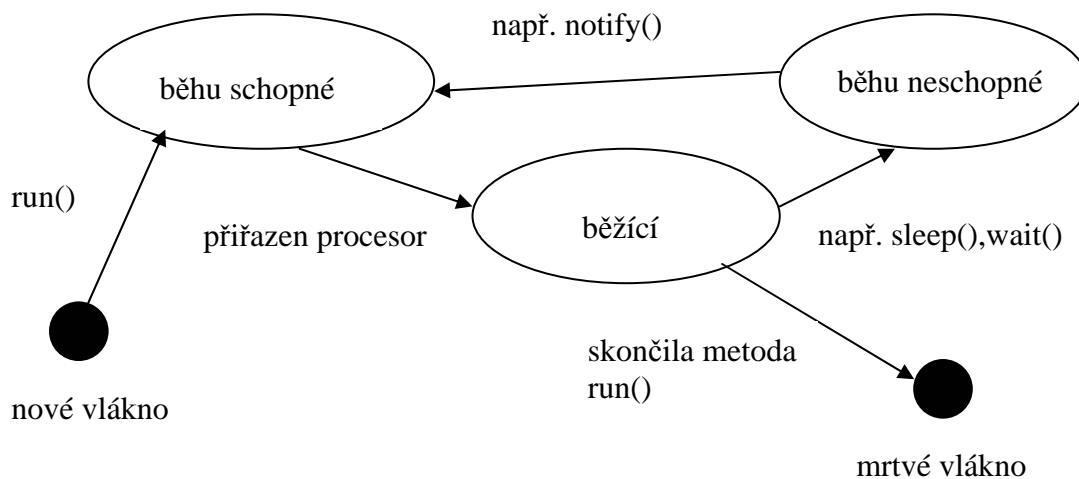 např. notify()
běhu schopné
běhu neschopné
run()
přiřazen procesor
běžící
např. sleep(),wait()
skončila metoda
run()
nové vlákno
mrtvé vlákno